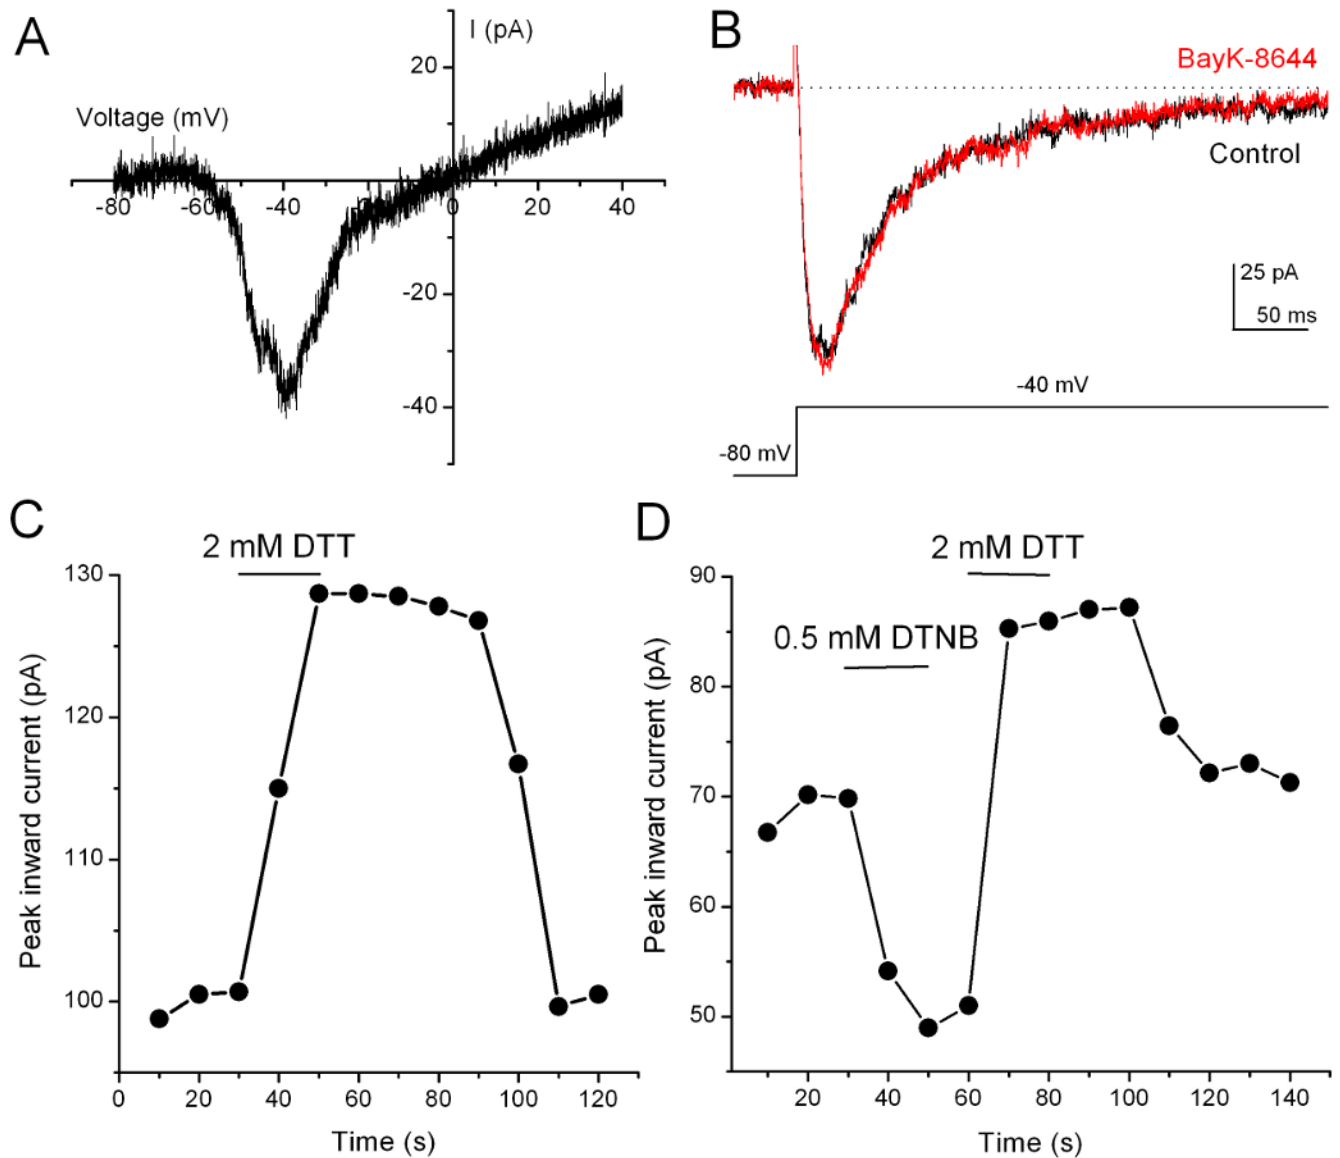 A
I (pA)
20
Voltage (mV)
-80 -60 -40 -20 0 20 40
-20
-40
B
BayK-8644
Control
25 pA
50 ms
-40 mV
-80 mV
C
2 mM DTT
130
120
110
100
Peak inward current (pA)
0 20 40 60 80 100 120
Time (s)
D
2 mM DTT
0.5 mM DTNB
90
80
70
60
50
Peak inward current (pA)
20 40 60 80 100 120 140
Time (s)